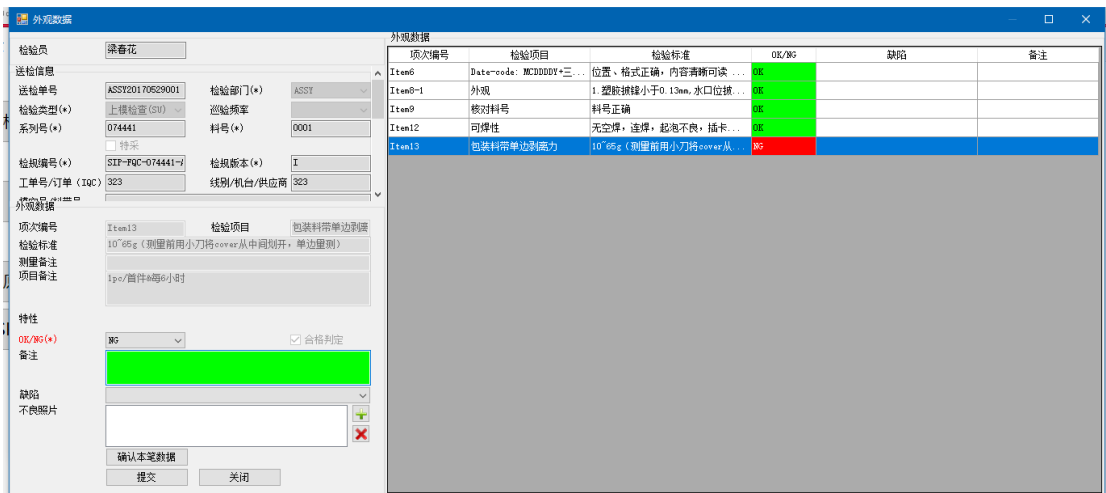 外观数据
检验员 梁春花
送检信息
送检单号 ASSY20170529001 检验部门(*) ASSY
检验类型(*) 上模检查(SU) 巡验频率
系列号(*) 074441 料号(*) 0001
特采
检规编号(*) SIP-FQC-074441-A 检规版本(*) I
工单号/订单 (IQC) 323 线别/机台/供应商 323
外观数据
项次编号 Item13 检验项目 包装料带单边剥离
检验标准 10~65g(测量前用小刀将cover从中间划开，单边量测)
测量备注
项目备注 1pc/首件&每6小时
特性
OK/NG(*) NG 合格判定
备注
缺陷
不良照片
确认本笔数据
提交 关闭
外观数据
项次编号 检验项目 检验标准 OK/NG 缺陷 备注
Item6 Date-code: MCDDDDY+三... 位置、格式正确，内容清晰可读 ... OK
Item8-1 外观 1.塑胶披锋小于0.13mm,水口位披... OK
Item9 核对料号 料号正确 OK
Item12 可焊性 无空焊，连焊，起泡不良，插卡... OK
Item13 包装料带单边剥离力 10~65g(测量前用小刀将cover从... NG